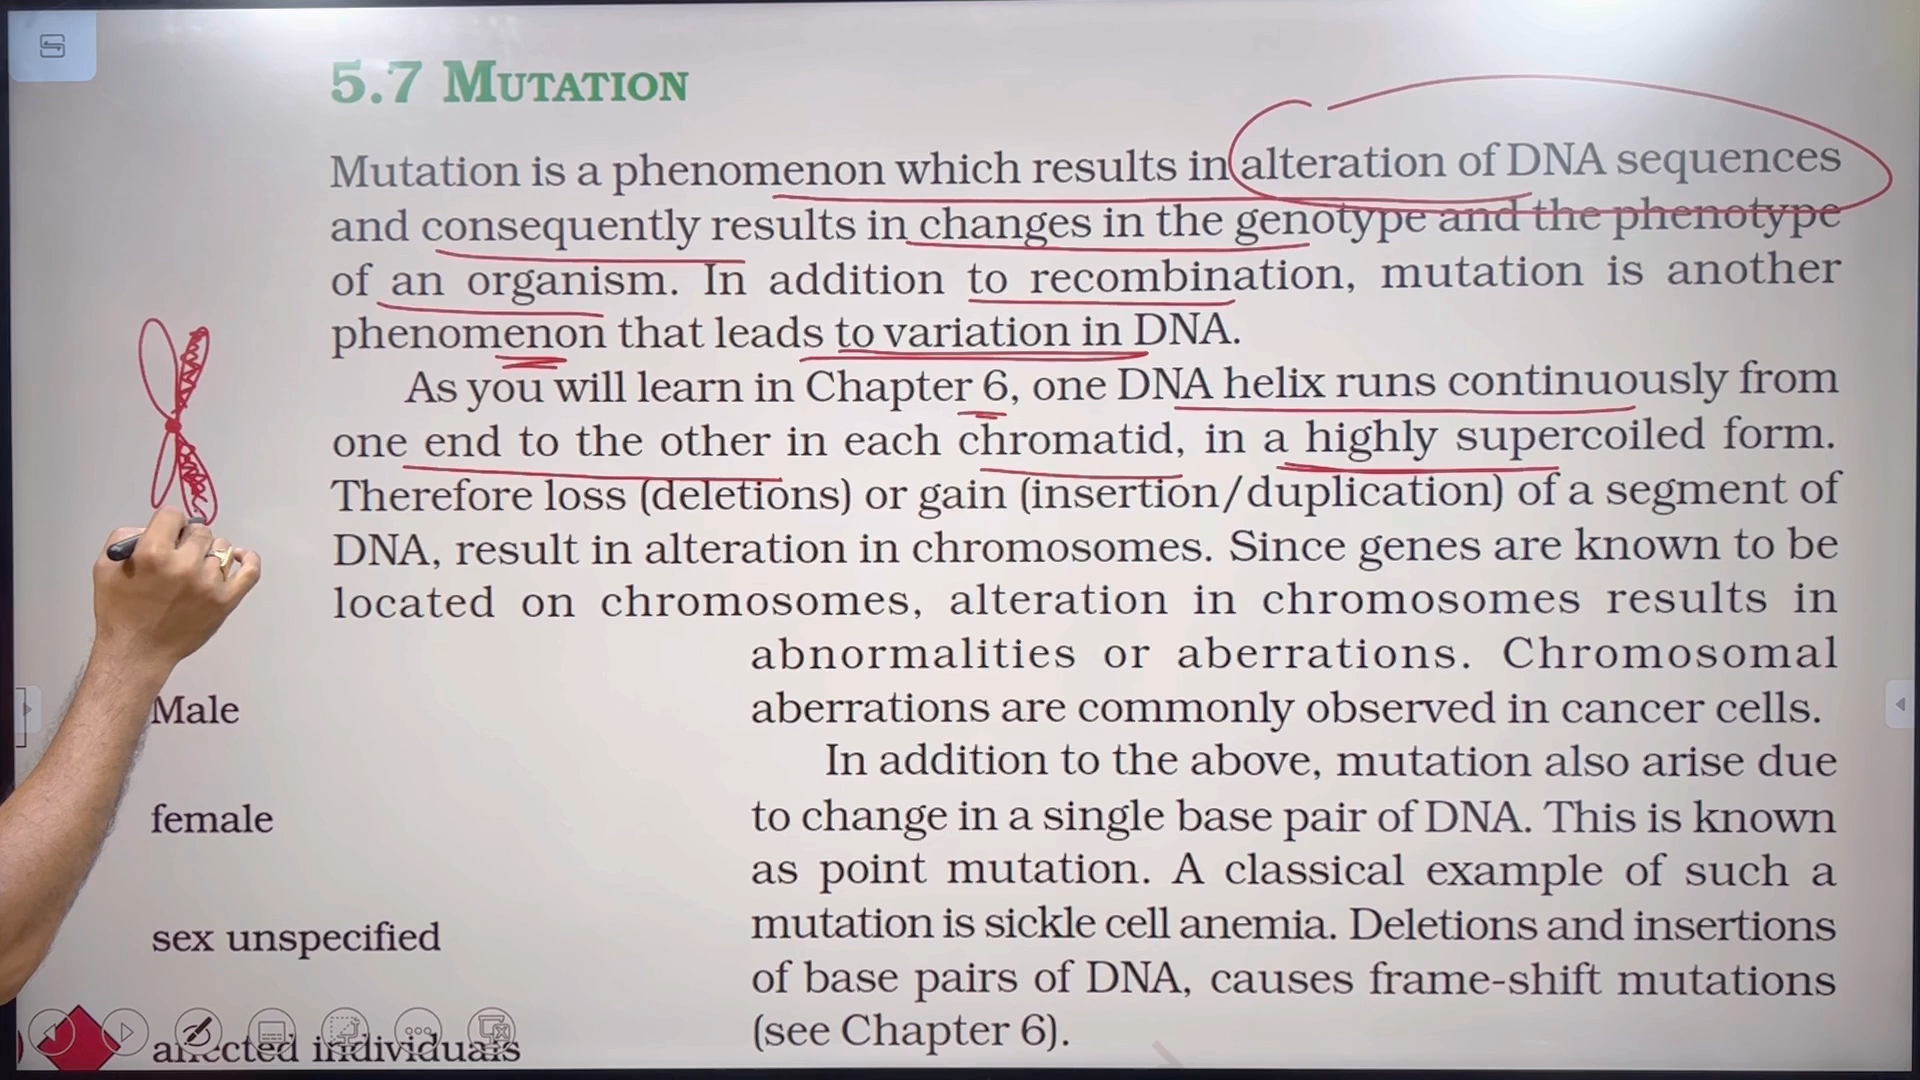 5.7 MUTATION
Mutation is a phenomenon which results in alteration of DNA sequences
and consequently results in changes in the genotype and the phenotype
of an organism. In addition to recombination, mutation is another
phenomenon that leads to variation in DNA.
As you will learn in Chapter 6, one DNA helix runs continuously from
one end to the other in each chromatid, in a highly supercoiled form.
Therefore loss (deletions) or gain (insertion/duplication) of a segment of
DNA, result in alteration in chromosomes. Since genes are known to be
located on chromosomes, alteration in chromosomes results in
abnormalities or aberrations. Chromosomal
aberrations are commonly observed in cancer cells.
In addition to the above, mutation also arise due
to change in a single base pair of DNA. This is known
as point mutation. A classical example of such a
mutation is sickle cell anemia. Deletions and insertions
of base pairs of DNA, causes frame-shift mutations
(see Chapter 6).
Male
female
sex unspecified
affected individuals